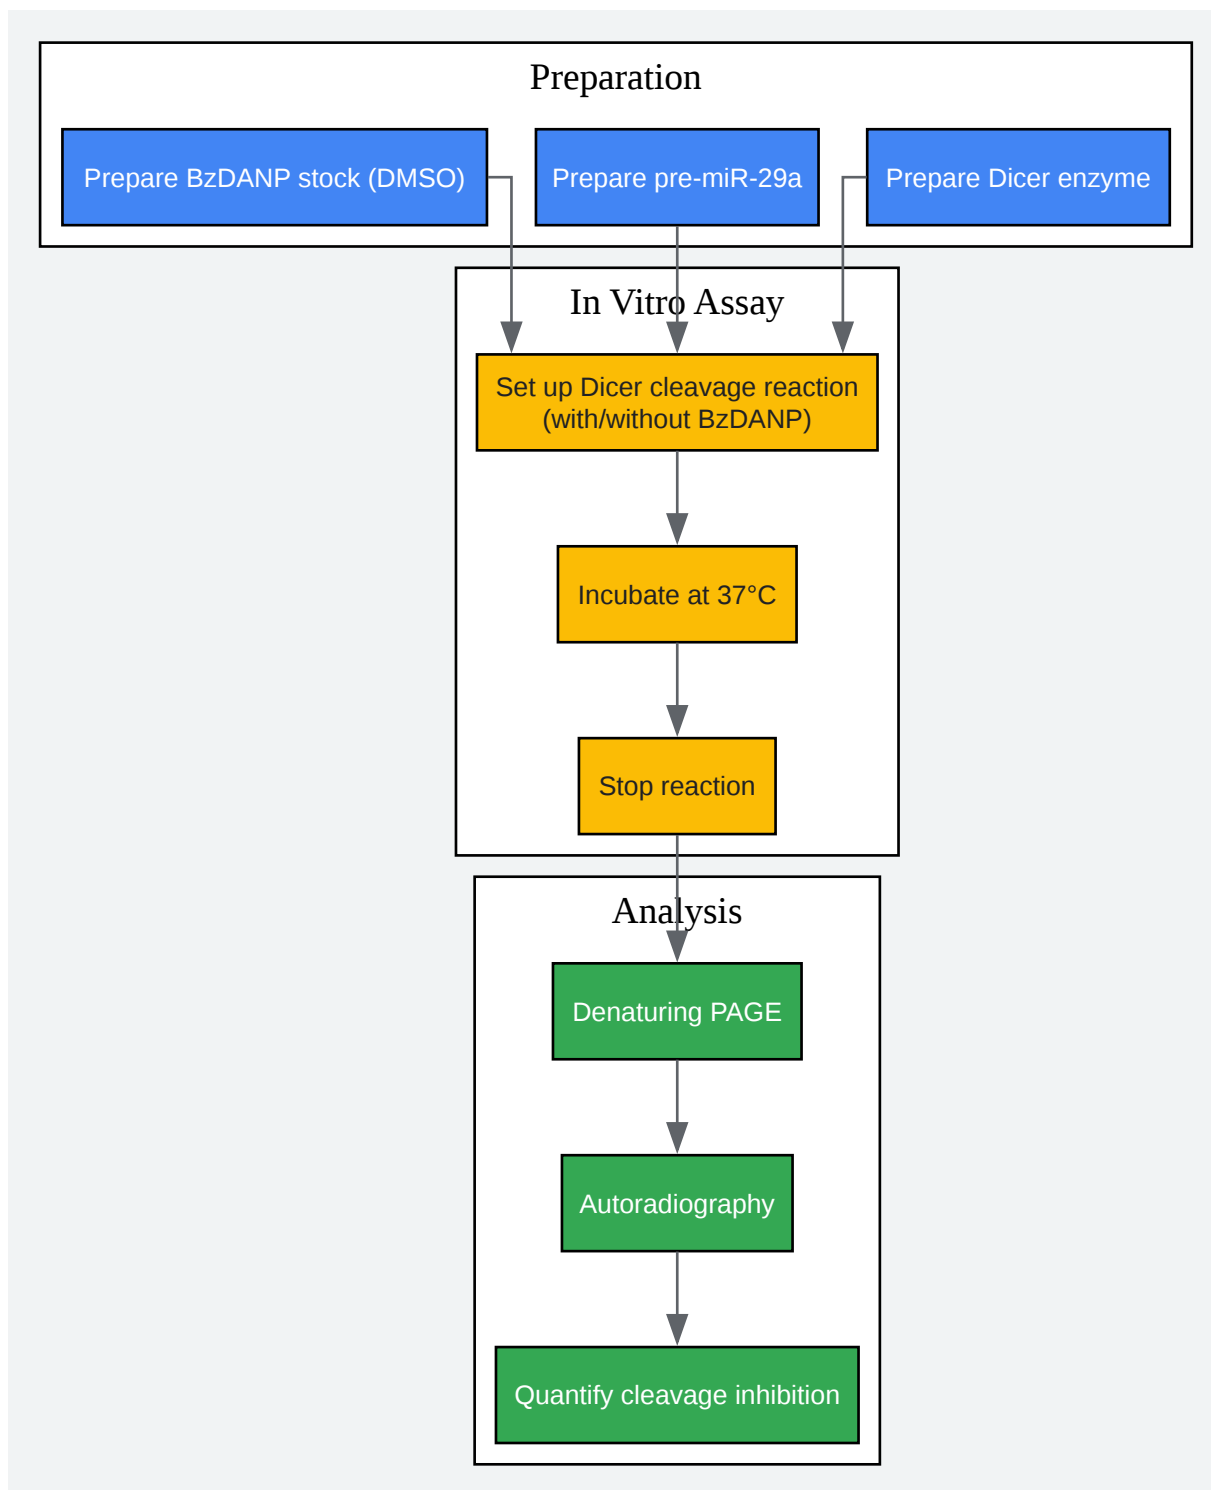 Preparation
Prepare BzDANP stock (DMSO)
Prepare pre-miR-29a
Prepare Dicer enzyme
In Vitro Assay
Set up Dicer cleavage reaction
(with/without BzDANP)
Incubate at 37°C
Stop reaction
Analysis
Denaturing PAGE
Autoradiography
Quantify cleavage inhibition